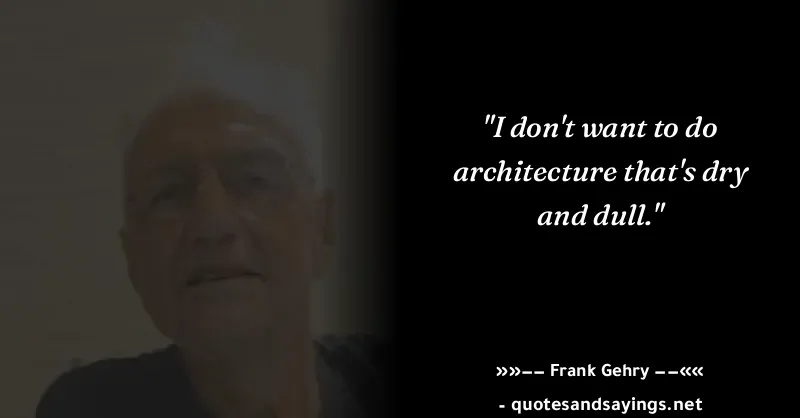 "I don't want to do
architecture that's dry
and dull."
»»−− Frank Gehry −−««
- quotesandsayings.net